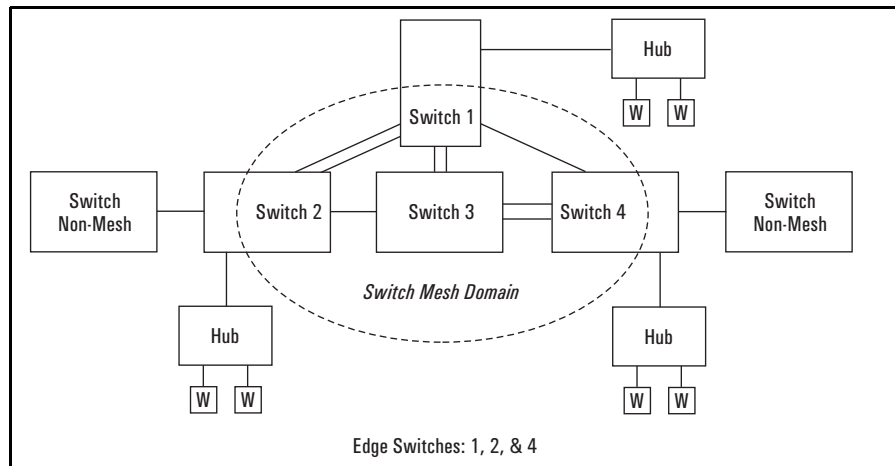 Hub
W W
Switch 1
Switch
Non-Mesh
Switch 2
Switch 3
Switch 4
Switch
Non-Mesh
Switch Mesh Domain
Hub
W W
Hub
W W
Edge Switches: 1, 2, & 4